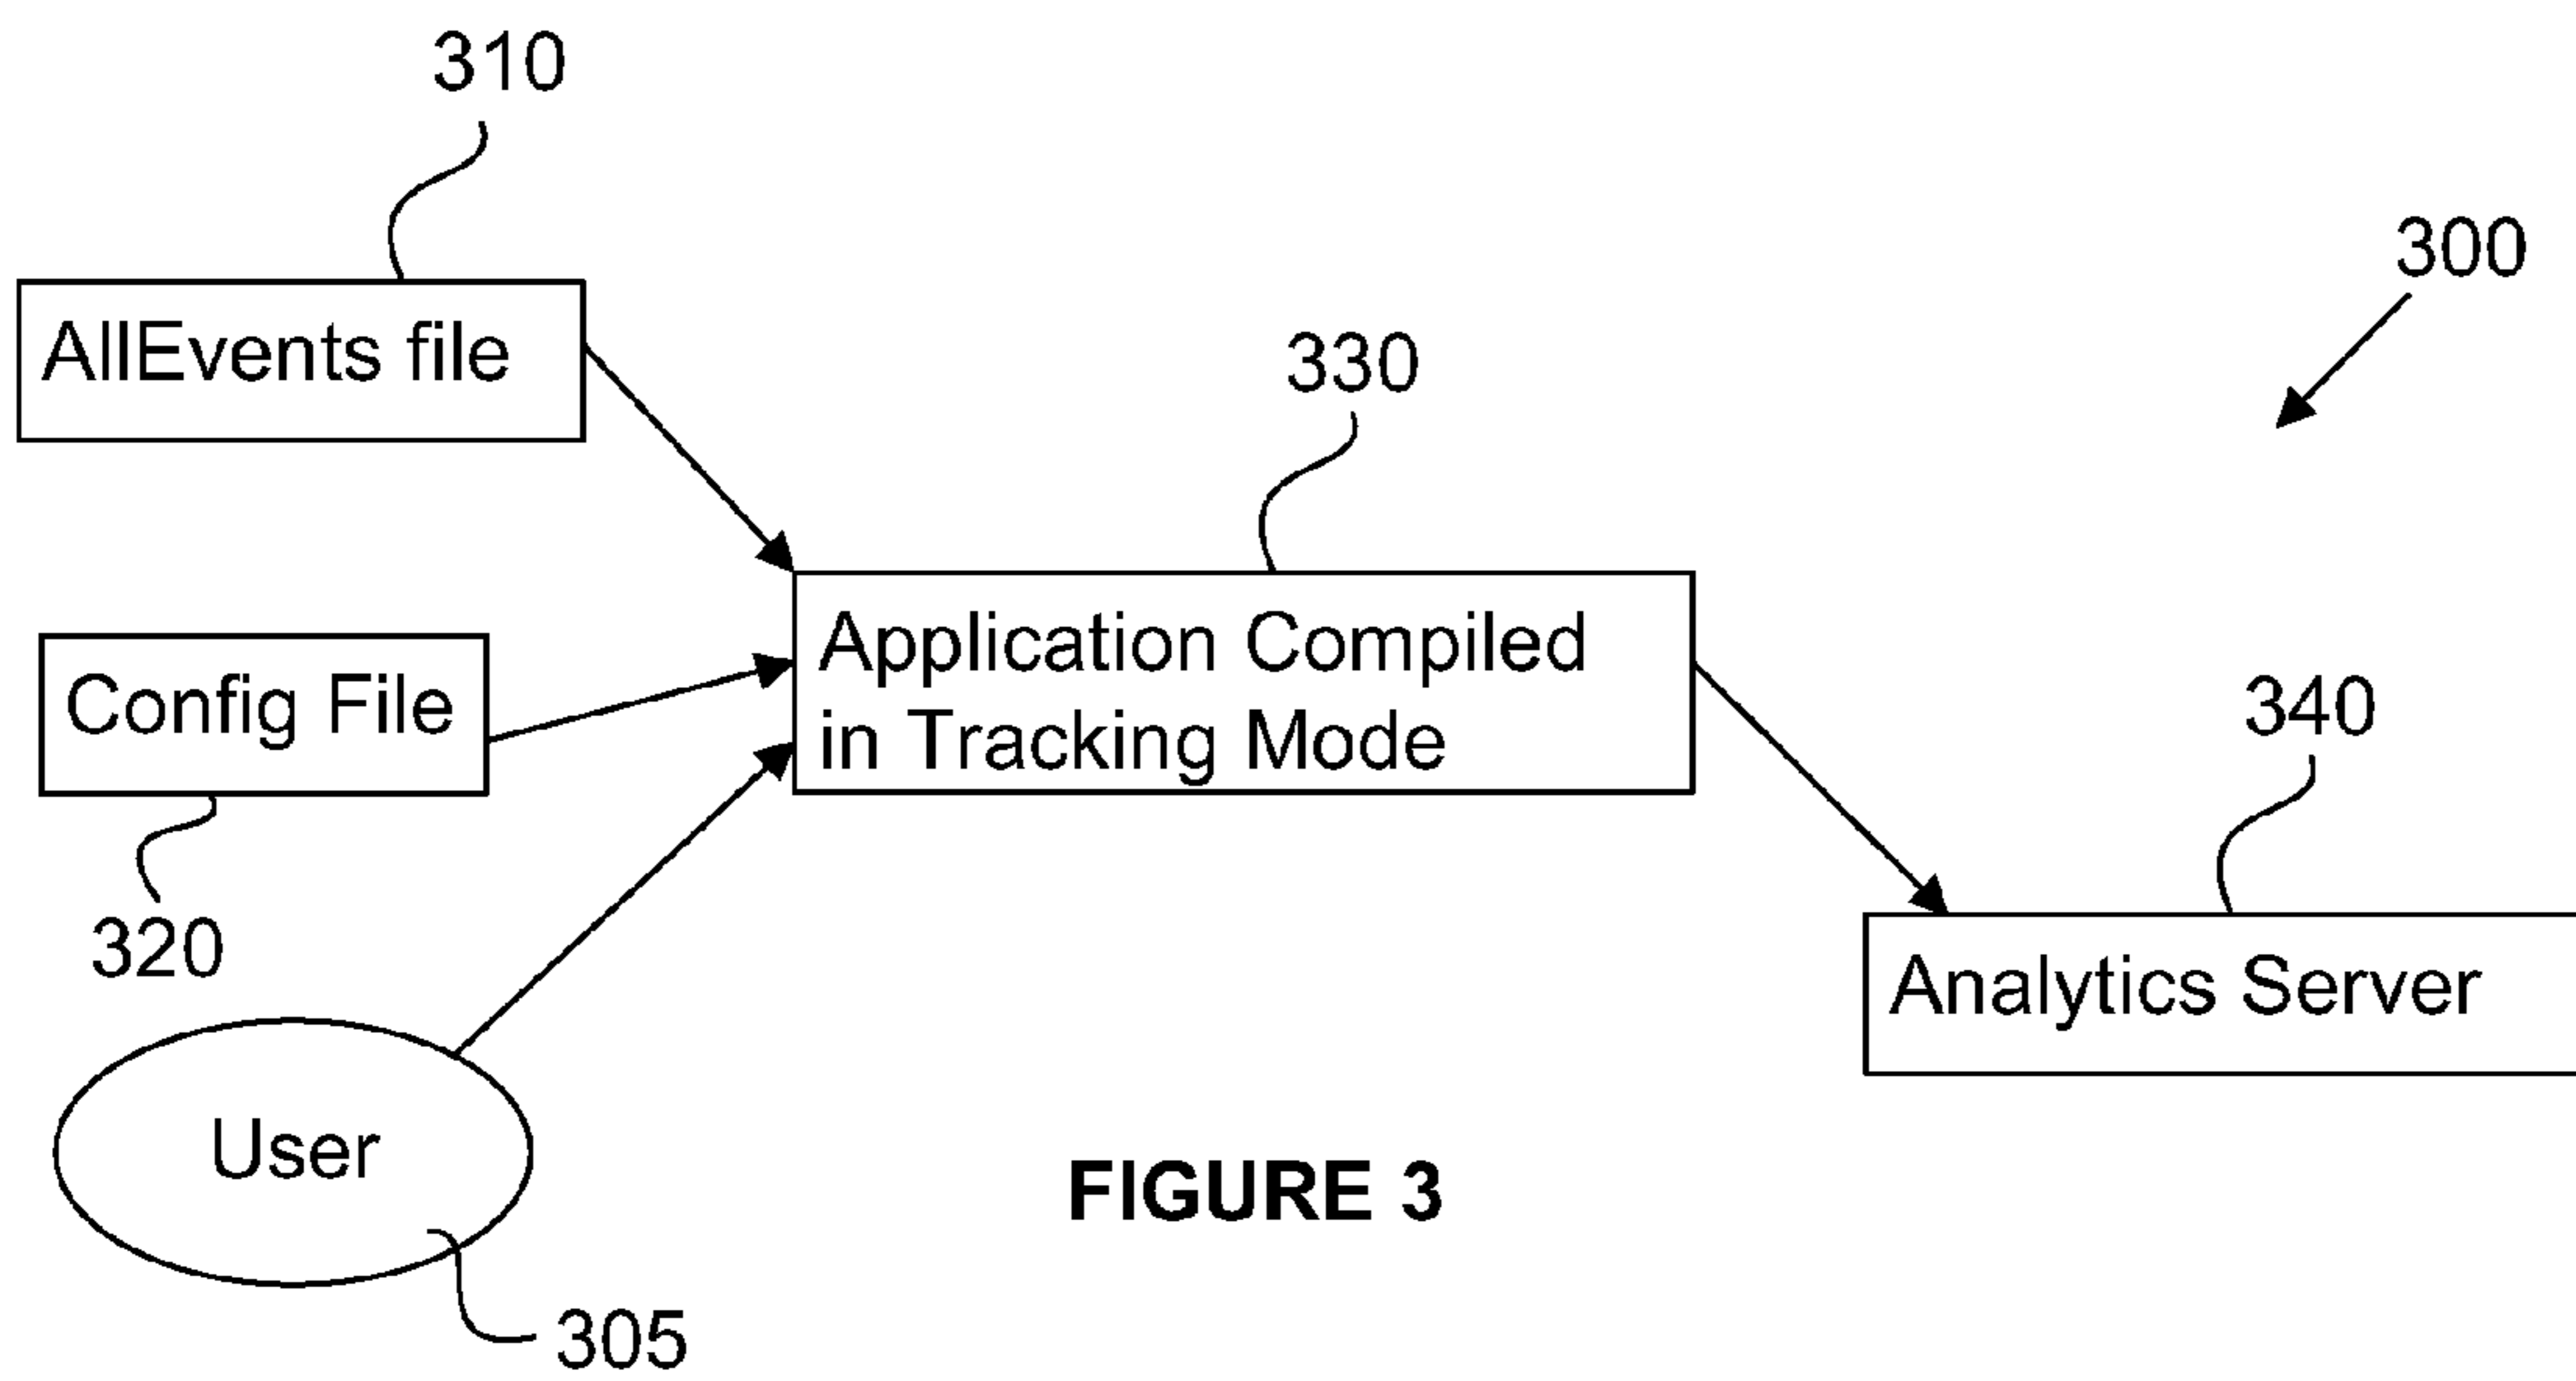 310
300
AllEvents file
330
Application Compiled
in Tracking Mode
Config File
340
320
Analytics Server
User
FIGURE 3
305